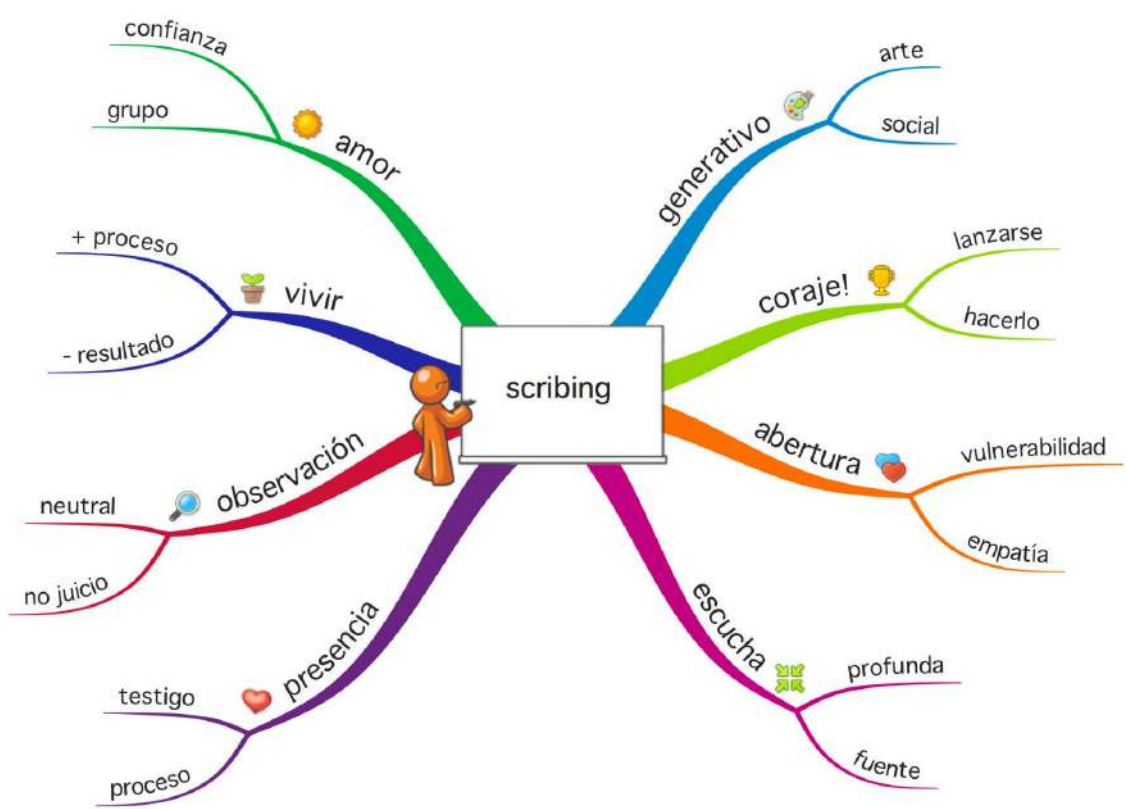 scribing
generativo
arte
social
coraje!
lanzarse
hacerlo
abertura
vulnerabilidad
empatía
escucha
profunda
fuente
presencia
testigo
proceso
observación
neutral
no juicio
vivir
+ proceso
- resultado
amor
confianza
grupo